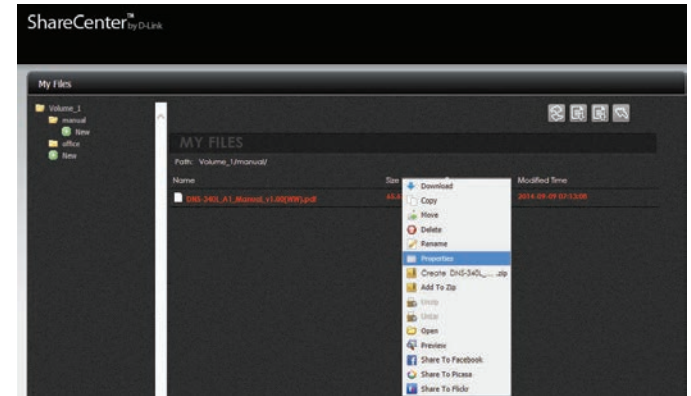 ShareCenter™ by D-Link
My Files
Volume_1
manual
New
office
New
MY FILES
Path: Volume_1/manual/
Name Size Modified Time
DNS-340L_A1_Manual_v1.00(WW).pdf 2014-09-09 07:13:08
Download
Copy
Move
Delete
Rename
Properties
Create DNS-340L_... .zip
Add To Zip
Unzip
Untar
Open
Preview
Share To Facebook
Share To Picasa
Share To Flickr